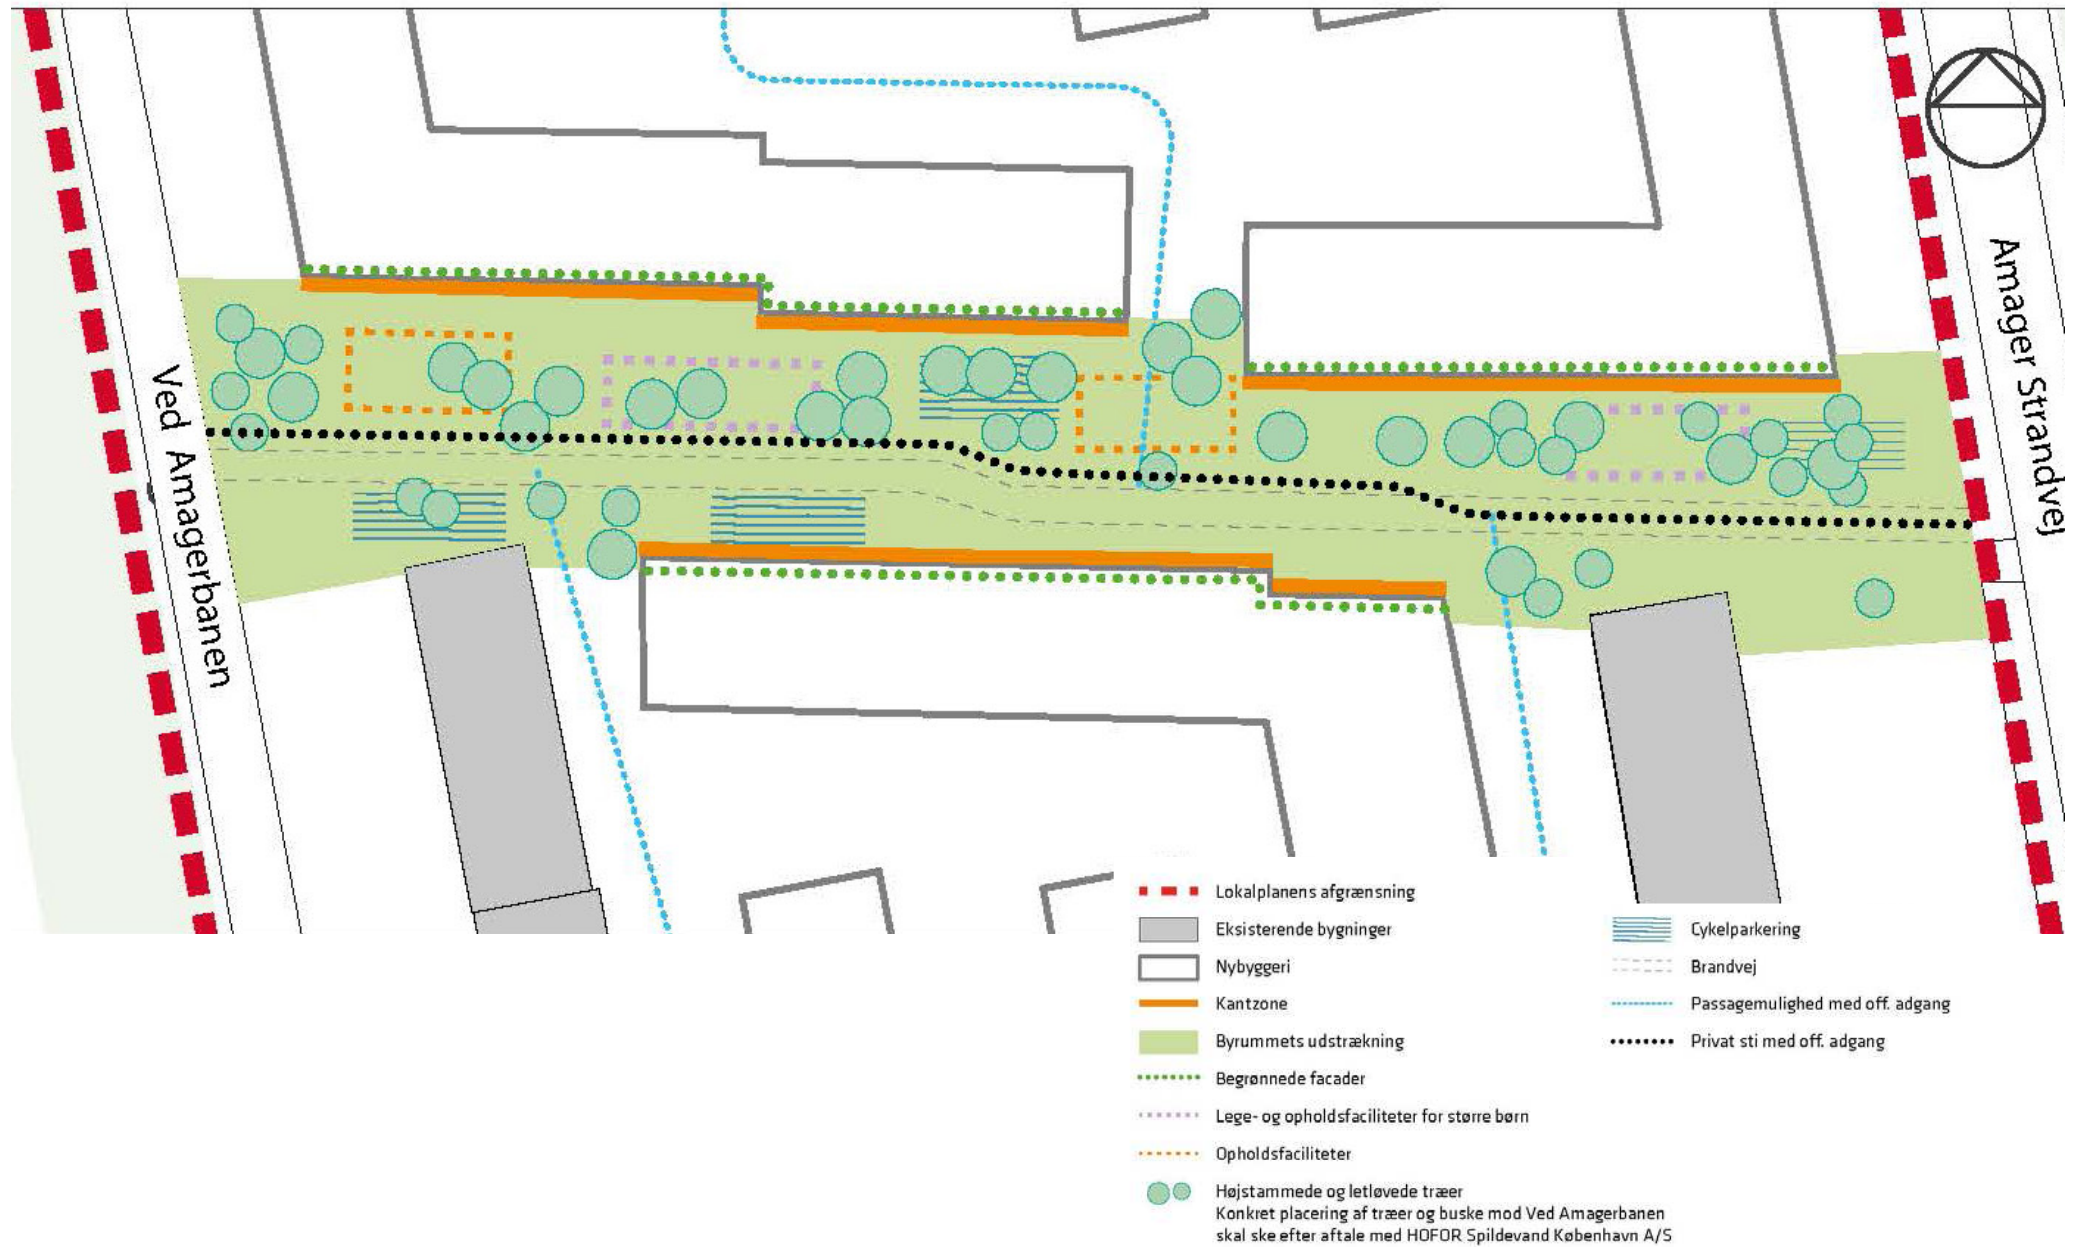 Ved Amagerbanen
Amager Strandvej
Lokalplanens afgrænsning
Eksisterende bygninger
Nybyggeri
Kantzone
Byrummets udstrækning
Begrønnede facader
Lege- og opholdsfaciliteter for større børn
Opholdsfaciliteter
Højstammede og letløvede træer
Konkret placering af træer og buske mod Ved Amagerbanen
skal ske efter aftale med HOFOR Spildevand København A/S
Cykelparkering
Brandvej
Passagemulighed med off. adgang
Privat sti med off. adgang